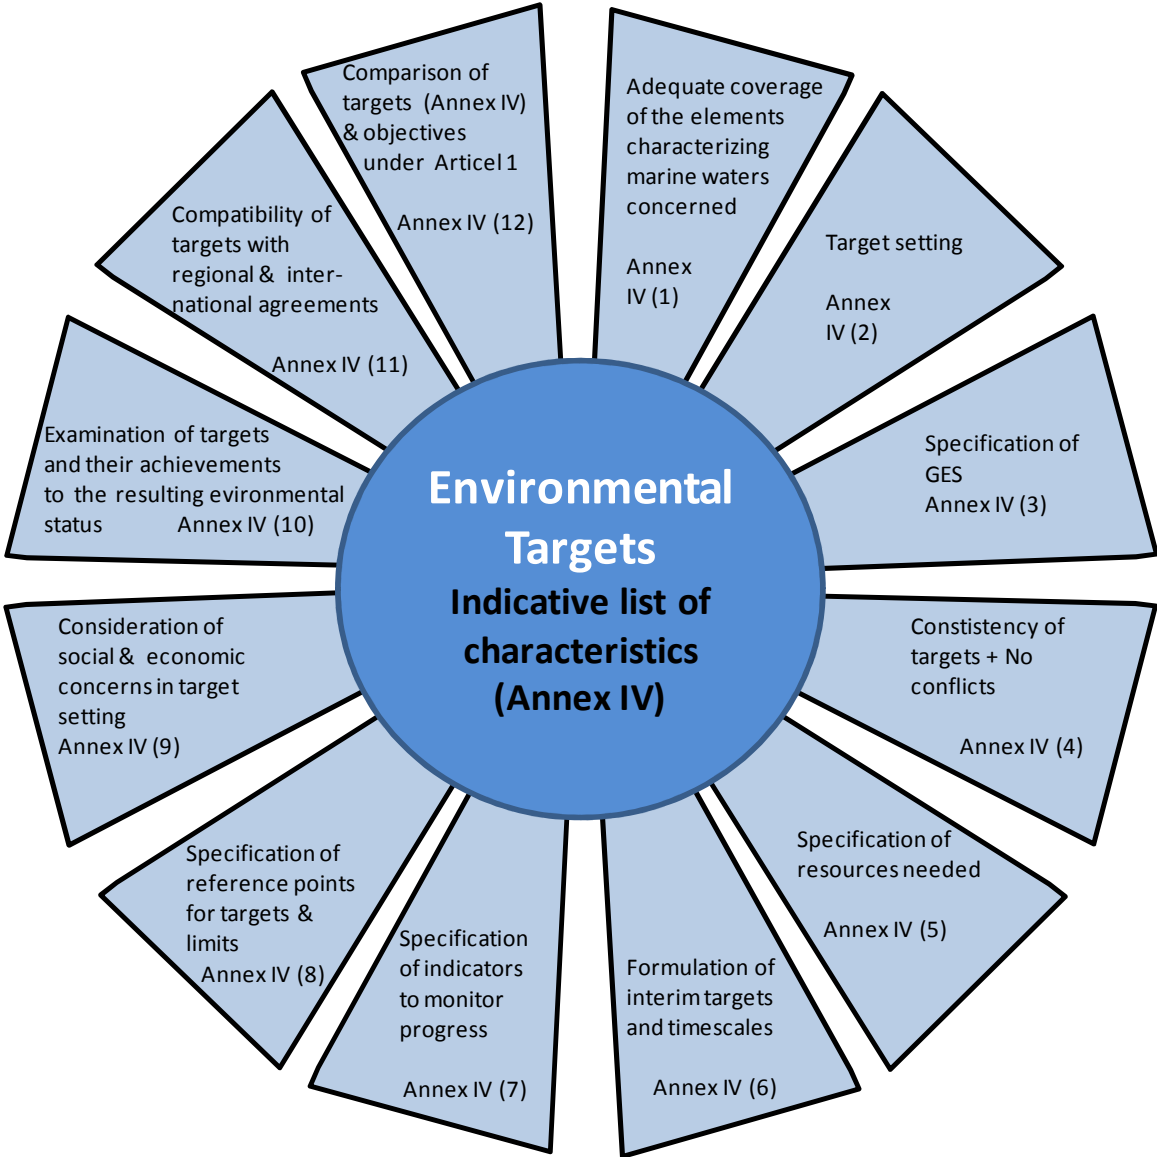 Environmental
Targets
Indicative list of
characteristics
(Annex IV)
Adequate coverage
of the elements
characterizing
marine waters
concerned
Annex
IV (1)
Target setting
Annex
IV (2)
Specification of
GES
Annex IV (3)
Constistency of
targets + No
conflicts
Annex IV (4)
Specification of
resources needed
Annex IV (5)
Formulation of
interim targets
and timescales
Annex IV (6)
Specification
of indicators
to monitor
progress
Annex IV (7)
Specification of
reference points
for targets &
limits
Annex IV (8)
Consideration of
social & economic
concerns in target
setting
Annex IV (9)
Examination of targets
and their achievements
to the resulting evironmental
status Annex IV (10)
Compatibility of
targets with
regional & inter-
national agreements
Annex IV (11)
Comparison of
targets (Annex IV)
& objectives
under Articel 1
Annex IV (12)